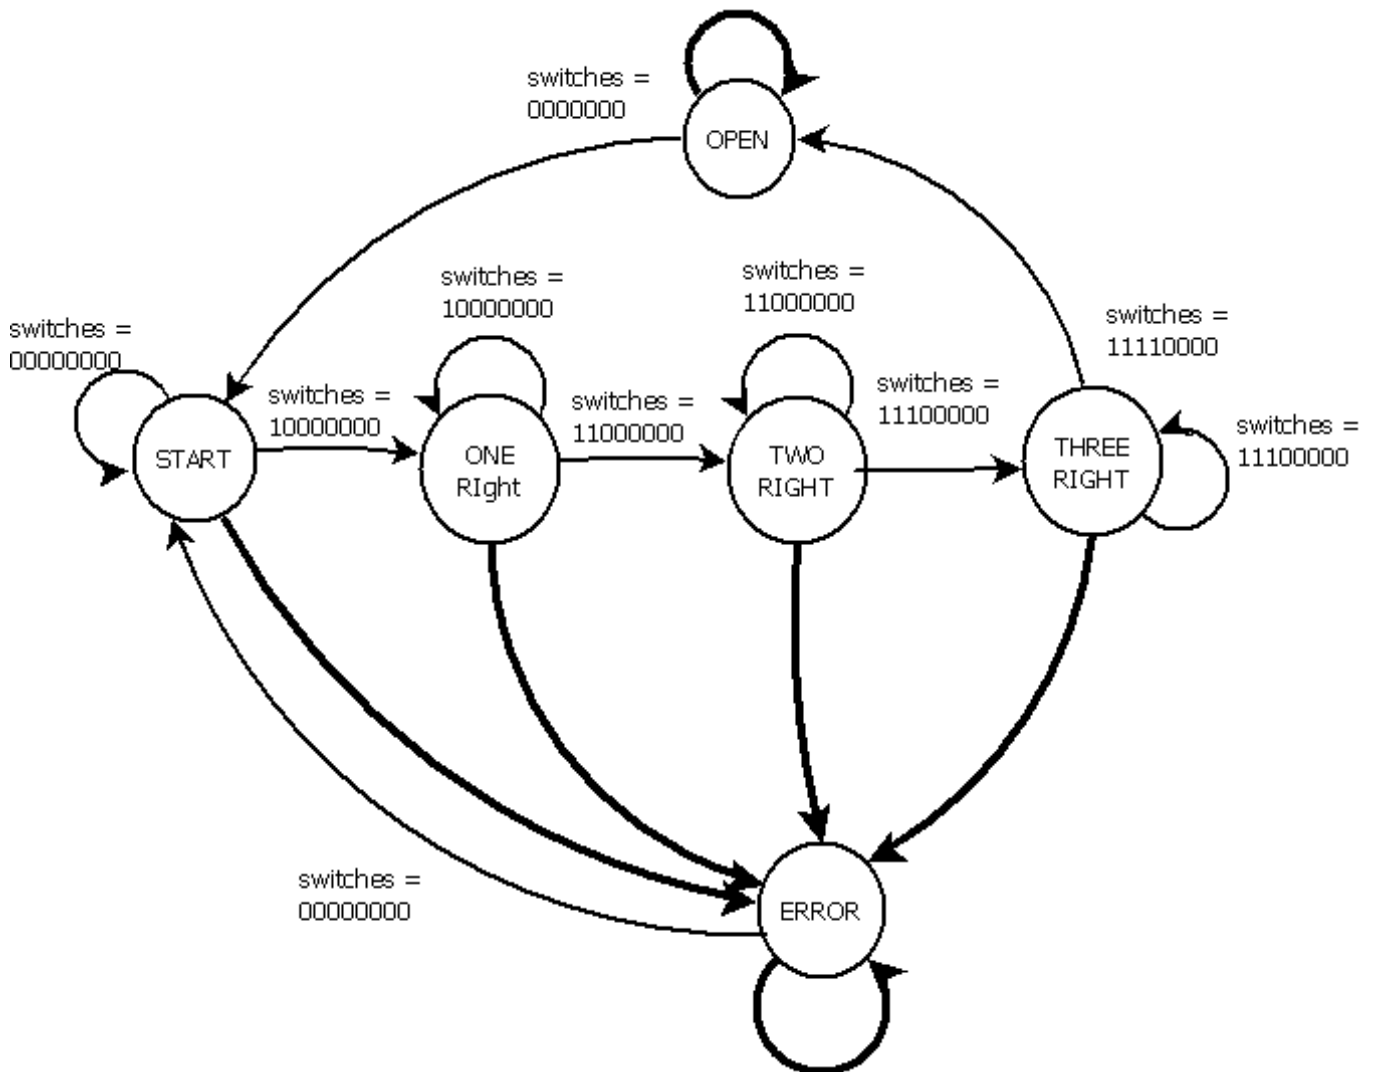 switches =
0000000
OPEN
switches =
10000000
switches =
11000000
switches =
11110000
switches =
00000000
switches =
10000000
switches =
11000000
switches =
11100000
switches =
11100000
START
ONE
RIght
TWO
RIGHT
THREE
RIGHT
switches =
00000000
ERROR